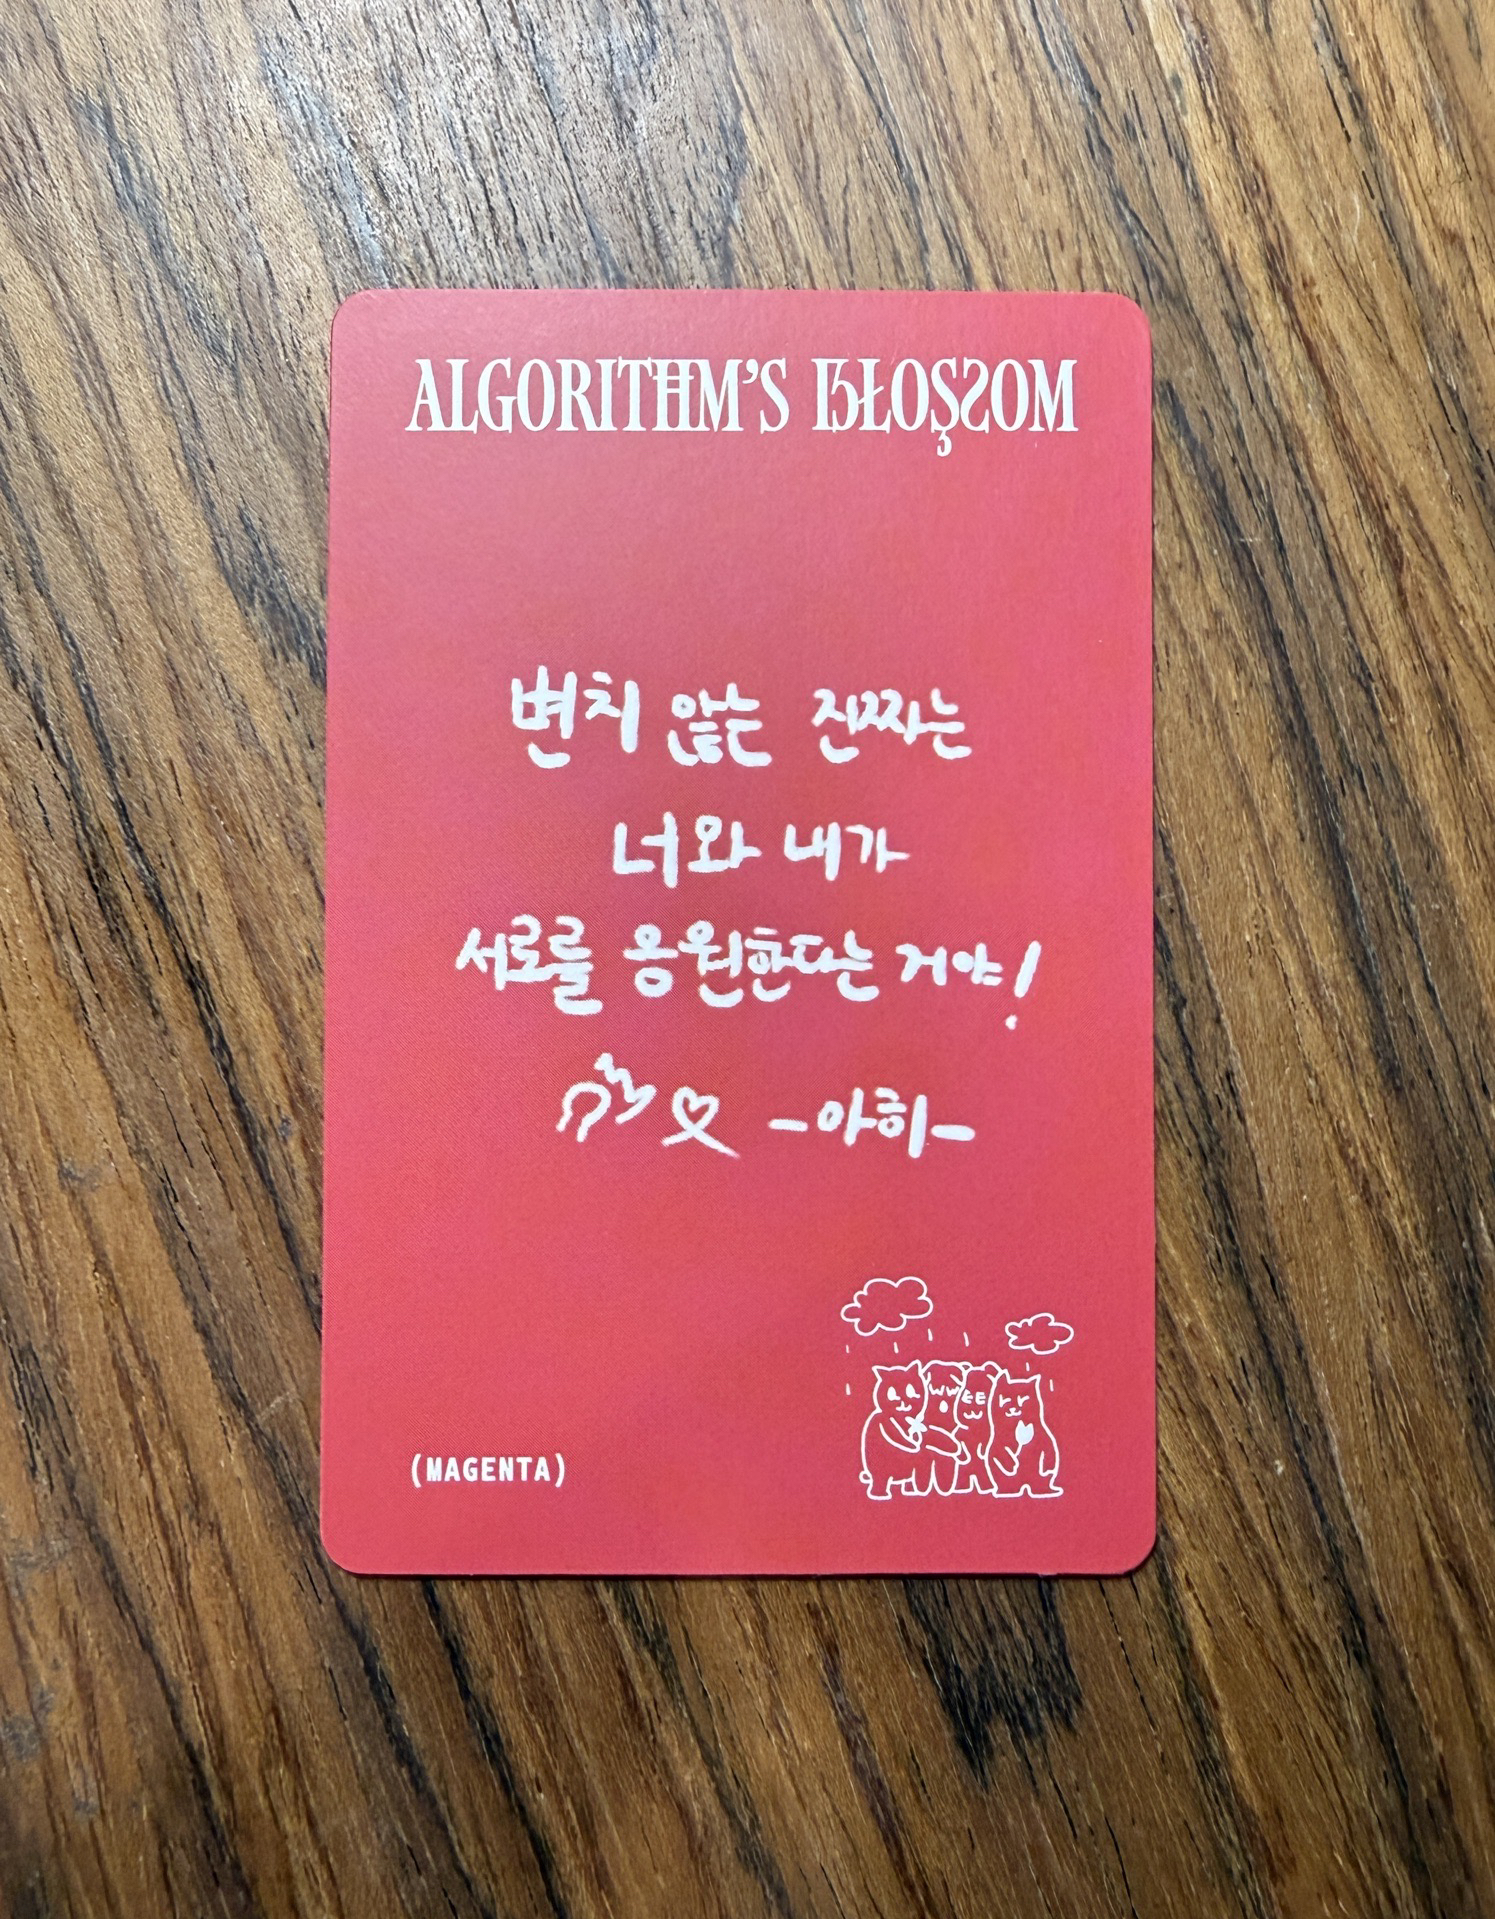 ALGORITHM'S BLOSSOM
변치 않는 진짜는
너와 내가
서로를 응원한다는 거야!
-아히-
(MAGENTA)